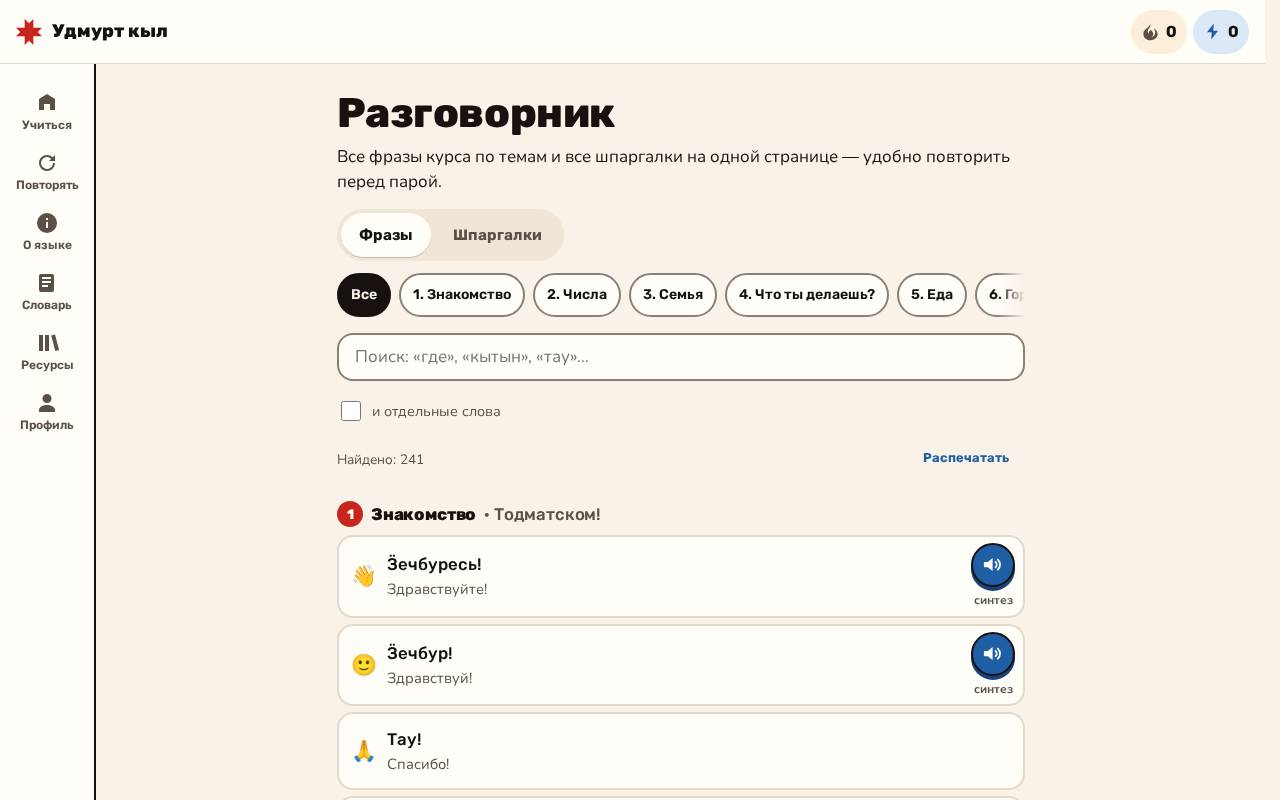 Удмурт кыл
0
0
Учиться
Повторять
О языке
Словарь
Ресурсы
Профиль
Разговорник
Все фразы курса по темам и все шпаргалки на одной странице — удобно повторить
перед парой.
Фразы
Шпаргалки
Все
1. Знакомство
2. Числа
3. Семья
4. Что ты делаешь?
5. Еда
6. Гор
Поиск: «где», «кытын», «тау»...
и отдельные слова
Найдено: 241
Распечатать
1 Знакомство • Тодматском!
Ӟечбуресь!
Здравствуйте!
синтез
Ӟечбур!
Здравствуй!
синтез
Тау!
Спасибо!